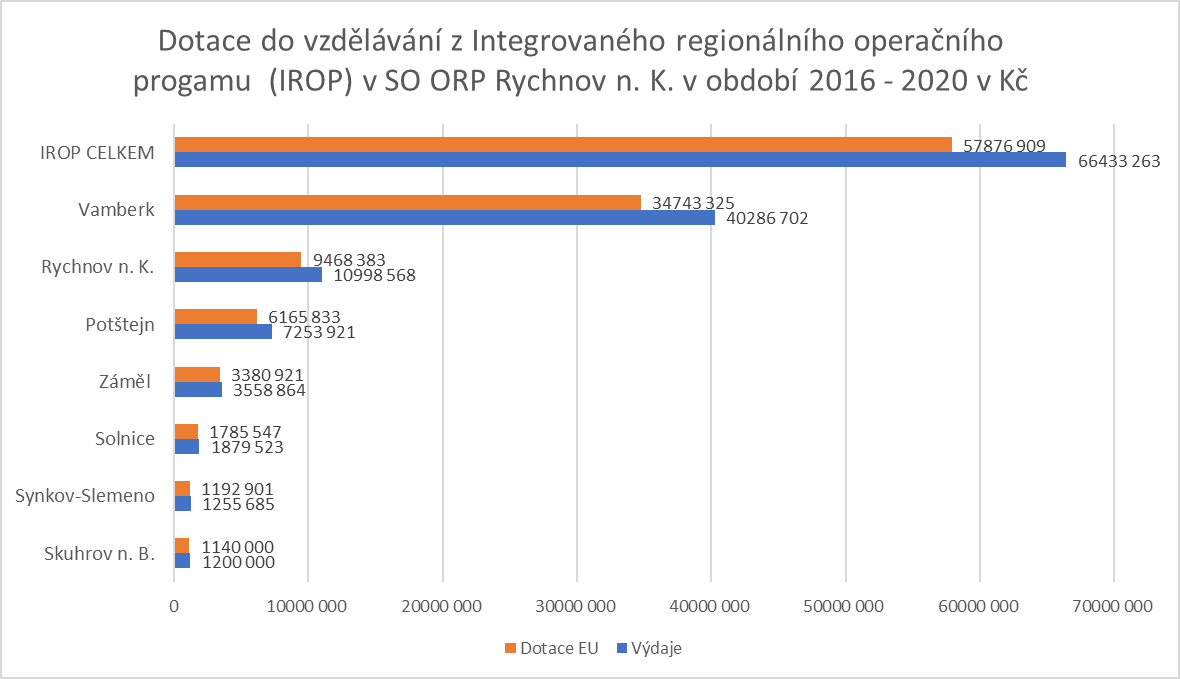 Dotace do vzdělávání z Integrovaného regionálního operačního
progamu  (IROP) v SO ORP Rychnov n. K. v období 2016 - 2020 v Kč
IROP CELKEM
57876 909
66433 263
Vamberk
34743 325
40286 702
Rychnov n. K.
9468 383
10998 568
Potštejn
6165 833
7253 921
Záměl
3380 921
3558 864
Solnice
1785 547
1879 523
Synkov-Slemeno
1192 901
1255 685
Skuhrov n. B.
1140 000
1200 000
0 10000 000 20000 000 30000 000 40000 000 50000 000 60000 000 70000 000
Dotace EU Výdaje